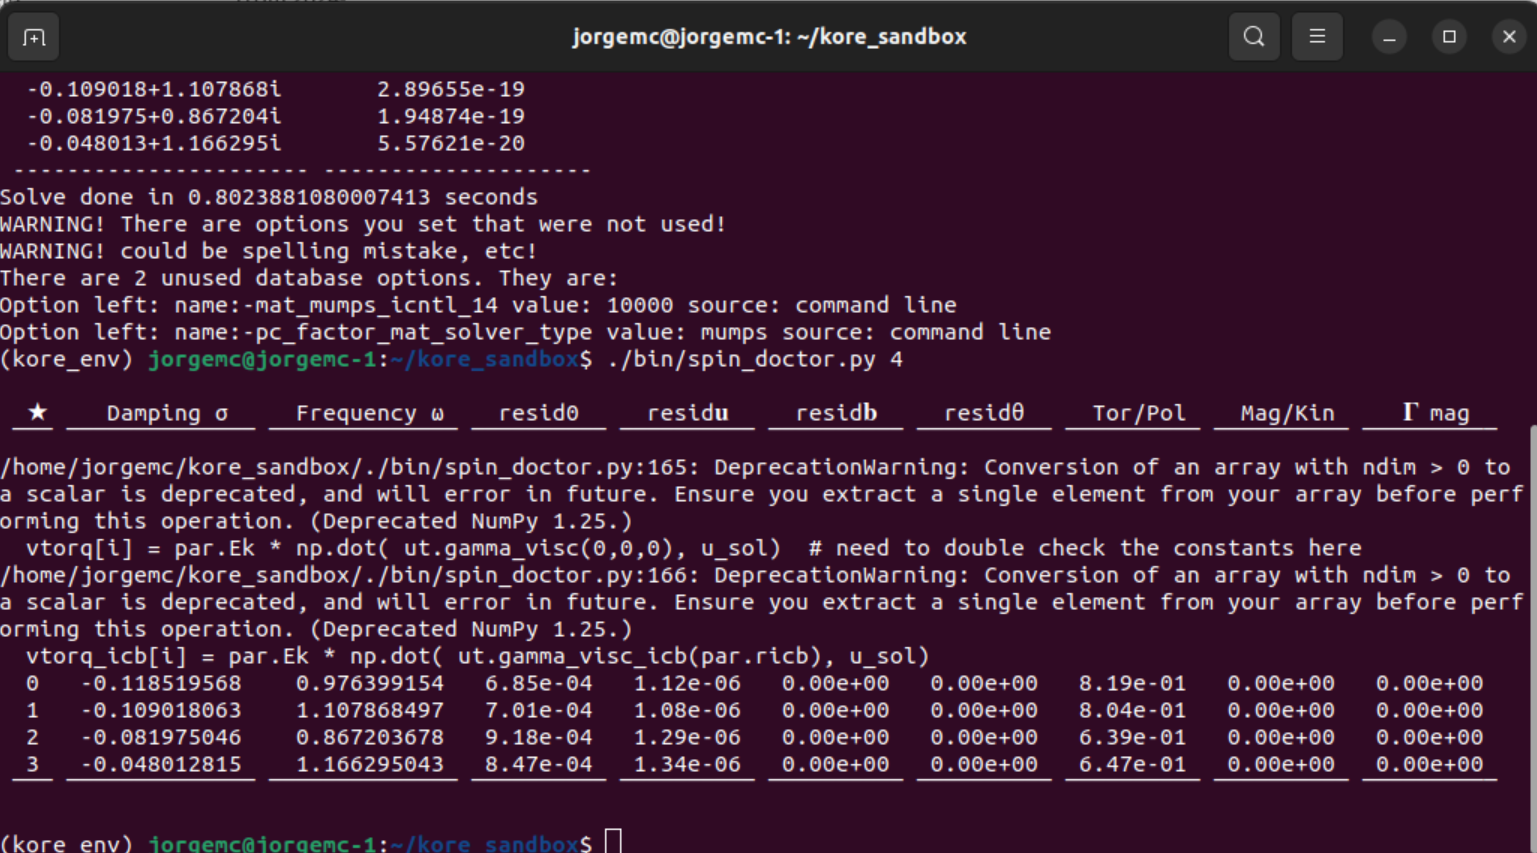 jorgemc@jorgemc-1: ~/kore_sandbox
-0.109018+1.107868i 2.89655e-19
-0.081975+0.867204i 1.94874e-19
-0.048013+1.166295i 5.57621e-20
---------------------- --------------------
Solve done in 0.8023881080007413 seconds
WARNING! There are options you set that were not used!
WARNING! could be spelling mistake, etc!
There are 2 unused database options. They are:
Option left: name:-mat_mumps_icntl_14 value: 10000 source: command line
Option left: name:-pc_factor_mat_solver_type value: mumps source: command line
(kore_env) jorgemc@jorgemc-1:~/kore_sandbox$ ./bin/spin_doctor.py 4
★ Damping σ Frequency ω resid0 residu residb residθ Tor/Pol Mag/Kin Γ mag
/home/jorgemc/kore_sandbox/./bin/spin_doctor.py:165: DeprecationWarning: Conversion of an array with ndim > 0 to
a scalar is deprecated, and will error in future. Ensure you extract a single element from your array before perf
orming this operation. (Deprecated NumPy 1.25.)
vtorq[i] = par.Ek * np.dot( ut.gamma_visc(0,0,0), u_sol) # need to double check the constants here
/home/jorgemc/kore_sandbox/./bin/spin_doctor.py:166: DeprecationWarning: Conversion of an array with ndim > 0 to
a scalar is deprecated, and will error in future. Ensure you extract a single element from your array before perf
orming this operation. (Deprecated NumPy 1.25.)
vtorq_icb[i] = par.Ek * np.dot( ut.gamma_visc_icb(par.ricb), u_sol)
0 -0.118519568 0.976399154 6.85e-04 1.12e-06 0.00e+00 0.00e+00 8.19e-01 0.00e+00 0.00e+00
1 -0.109018063 1.107868497 7.01e-04 1.08e-06 0.00e+00 0.00e+00 8.04e-01 0.00e+00 0.00e+00
2 -0.081975046 0.867203678 9.18e-04 1.29e-06 0.00e+00 0.00e+00 6.39e-01 0.00e+00 0.00e+00
3 -0.048012815 1.166295043 8.47e-04 1.34e-06 0.00e+00 0.00e+00 6.47e-01 0.00e+00 0.00e+00
(kore_env) jorgemc@jorgemc-1:~/kore_sandbox$